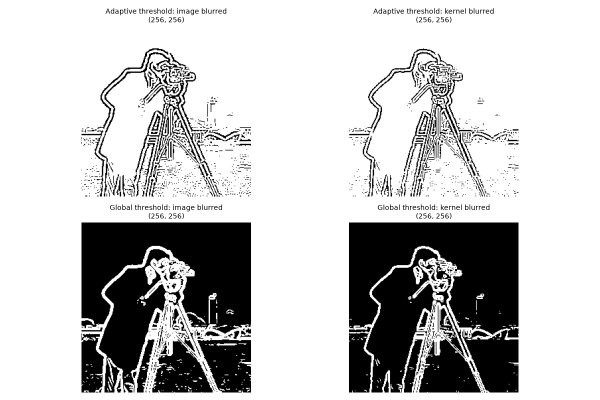 Adaptive threshold: image blurred
(256, 256)
Adaptive threshold: kernel blurred
(256, 256)
Global threshold: image blurred
(256, 256)
Global threshold: kernel blurred
(256, 256)